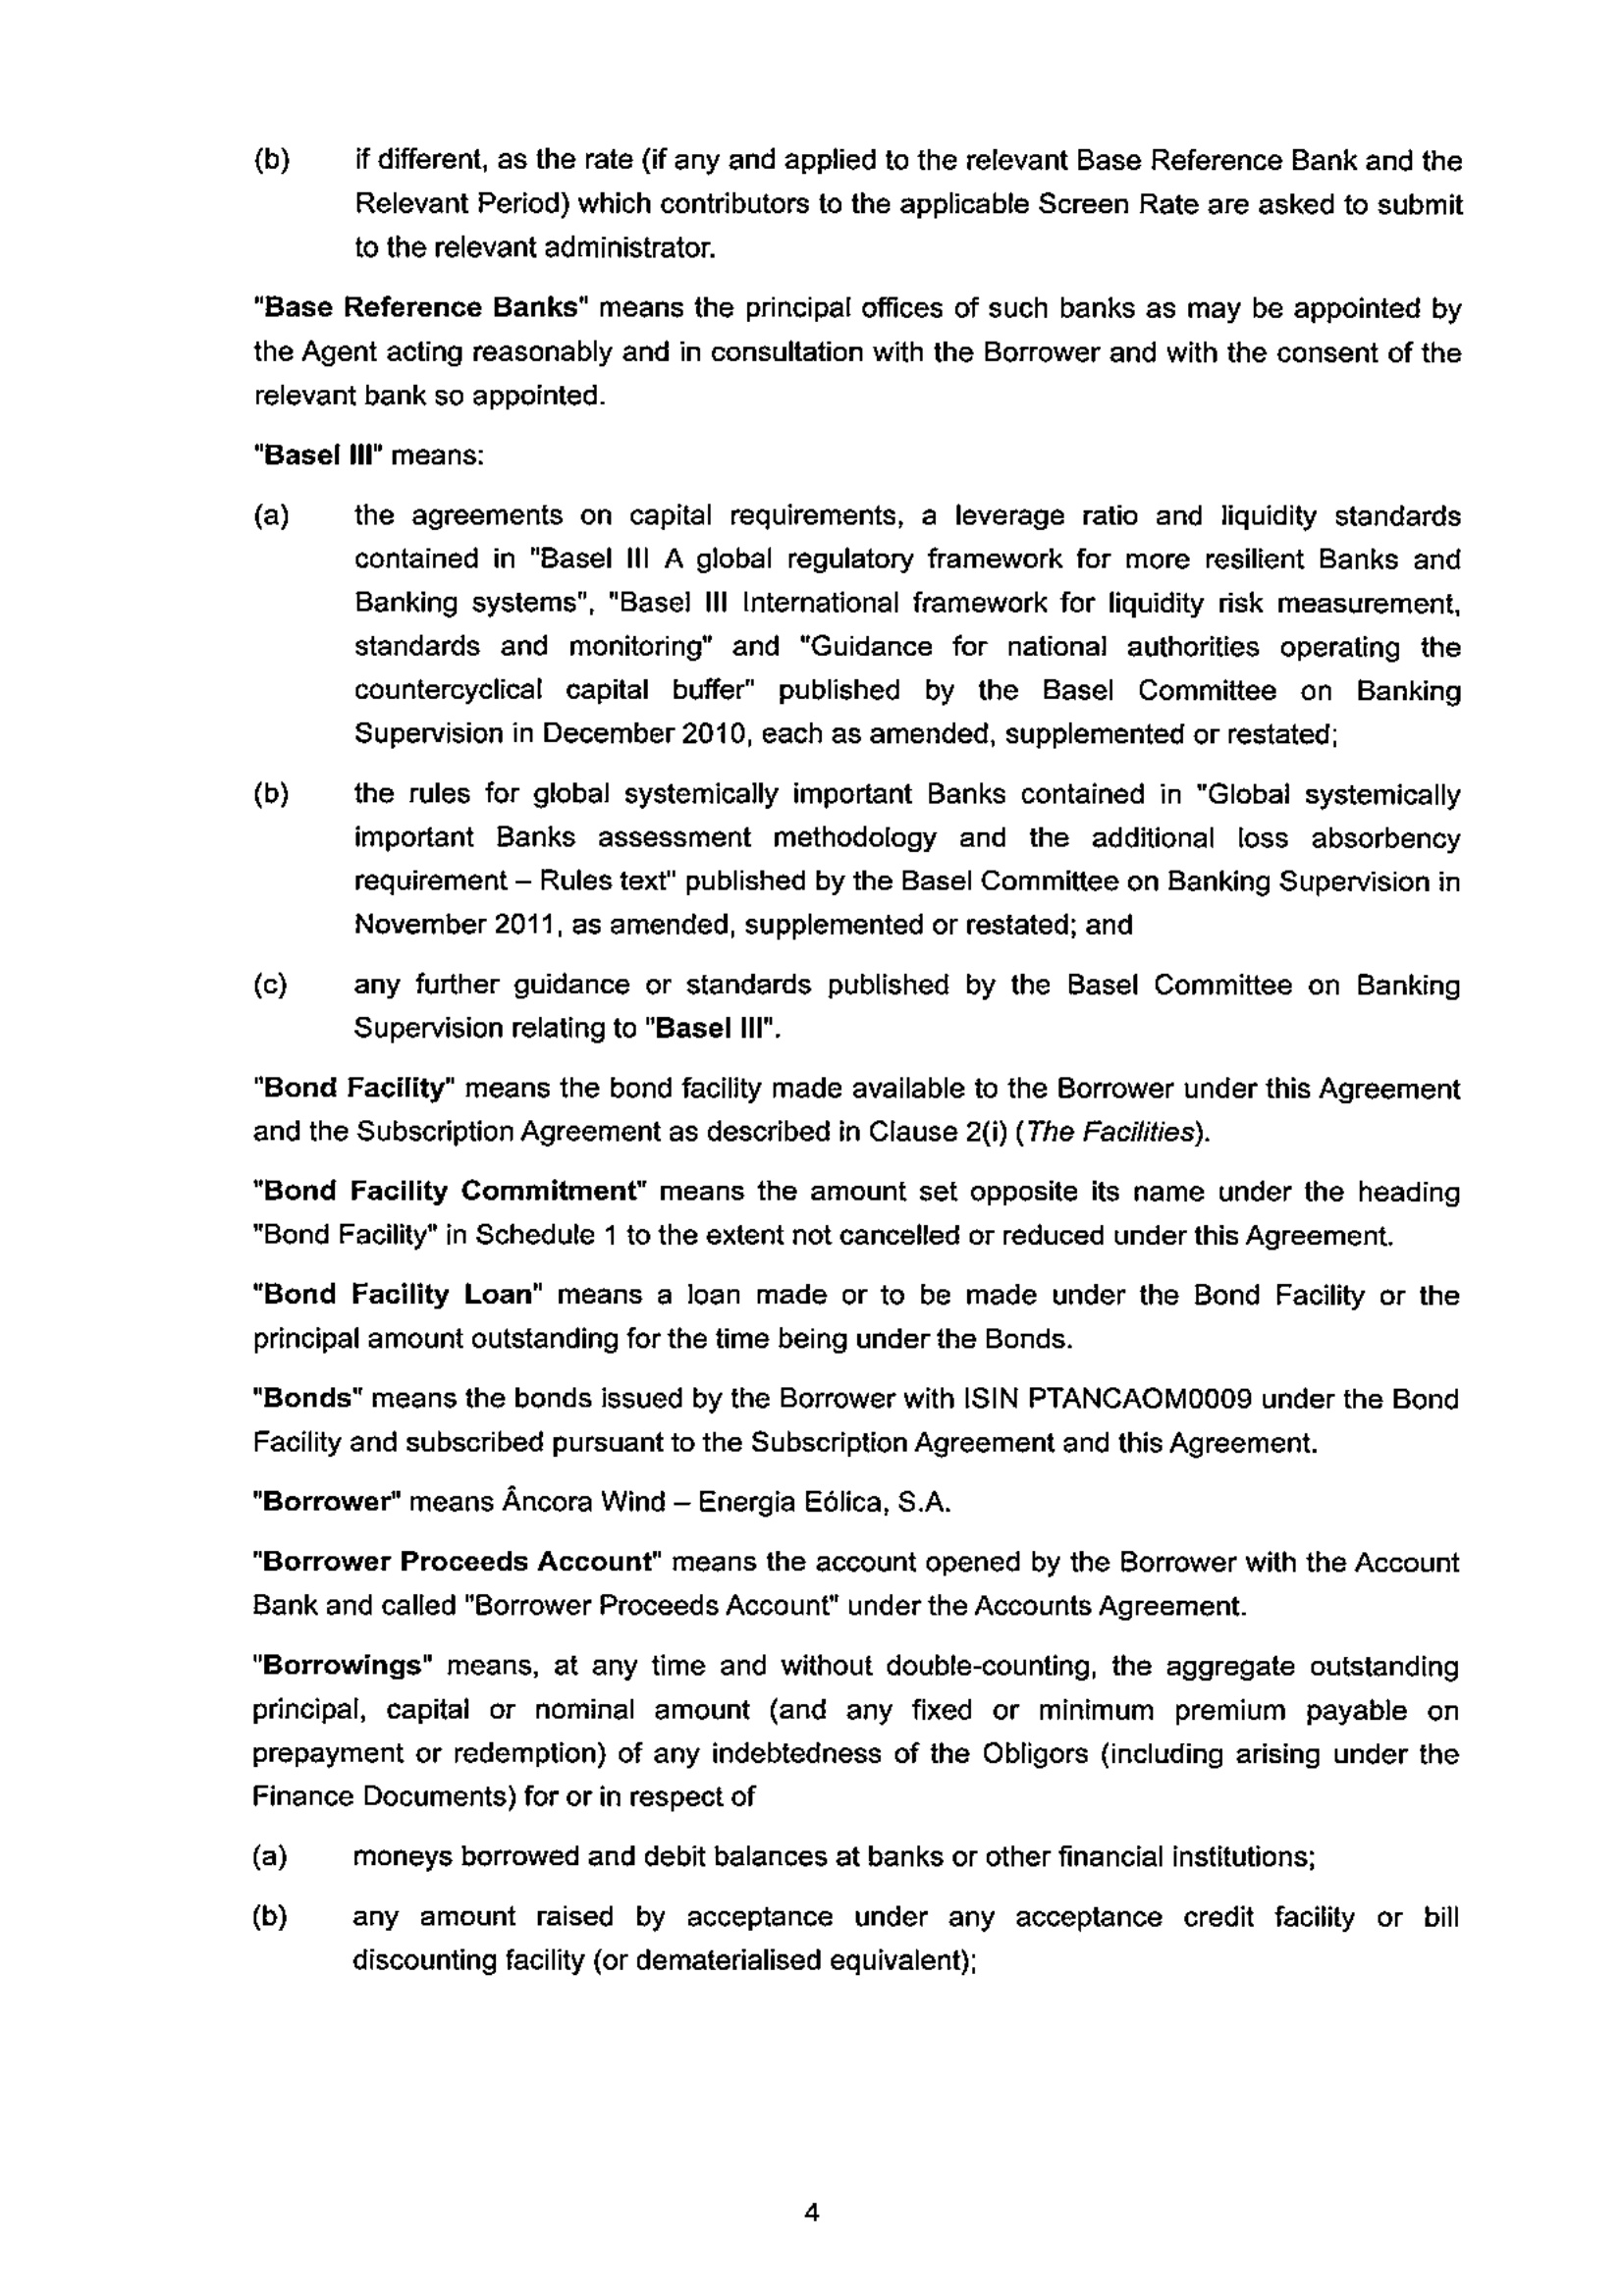 (b) if different, as the rate (if any and applied to the relevant Base Reference Bank and the
Relevant Period) which contributors to the applicable Screen Rate are asked to submit
to the relevant administrator.
"Base Reference Banks" means the principal offices of such banks as may be appointed by
the Agent acting reasonably and in consultation with the Borrower and with the consent of the
relevant bank so appointed.
"Basel III" means:
(a) the agreements on capital requirements, a leverage ratio and liquidity standards
contained in "Basel III A global regulatory framework for more resilient Banks and
Banking systems", "Basel III International framework for liquidity risk measurement,
standards and monitoring" and "Guidance for national authorities operating the
countercyclical capital buffer" published by the Basel Committee on Banking
Supervision in December 2010, each as amended, supplemented or restated;
(b) the rules for global systemically important Banks contained in "Global systemically
important Banks assessment methodology and the additional loss absorbency
requirement – Rules text" published by the Basel Committee on Banking Supervision in
November 2011, as amended, supplemented or restated; and
(c) any further guidance or standards published by the Basel Committee on Banking
Supervision relating to "Basel III".
"Bond Facility" means the bond facility made available to the Borrower under this Agreement
and the Subscription Agreement as described in Clause 2(i) (The Facilities).
"Bond Facility Commitment" means the amount set opposite its name under the heading
"Bond Facility" in Schedule 1 to the extent not cancelled or reduced under this Agreement.
"Bond Facility Loan" means a loan made or to be made under the Bond Facility or the
principal amount outstanding for the time being under the Bonds.
"Bonds" means the bonds issued by the Borrower with ISIN PTANCAOM0009 under the Bond
Facility and subscribed pursuant to the Subscription Agreement and this Agreement.
"Borrower" means Âncora Wind – Energia Eólica, S.A.
"Borrower Proceeds Account" means the account opened by the Borrower with the Account
Bank and called "Borrower Proceeds Account" under the Accounts Agreement.
"Borrowings" means, at any time and without double-counting, the aggregate outstanding
principal, capital or nominal amount (and any fixed or minimum premium payable on
prepayment or redemption) of any indebtedness of the Obligors (including arising under the
Finance Documents) for or in respect of
(a) moneys borrowed and debit balances at banks or other financial institutions;
(b) any amount raised by acceptance under any acceptance credit facility or bill
discounting facility (or dematerialised equivalent);
4